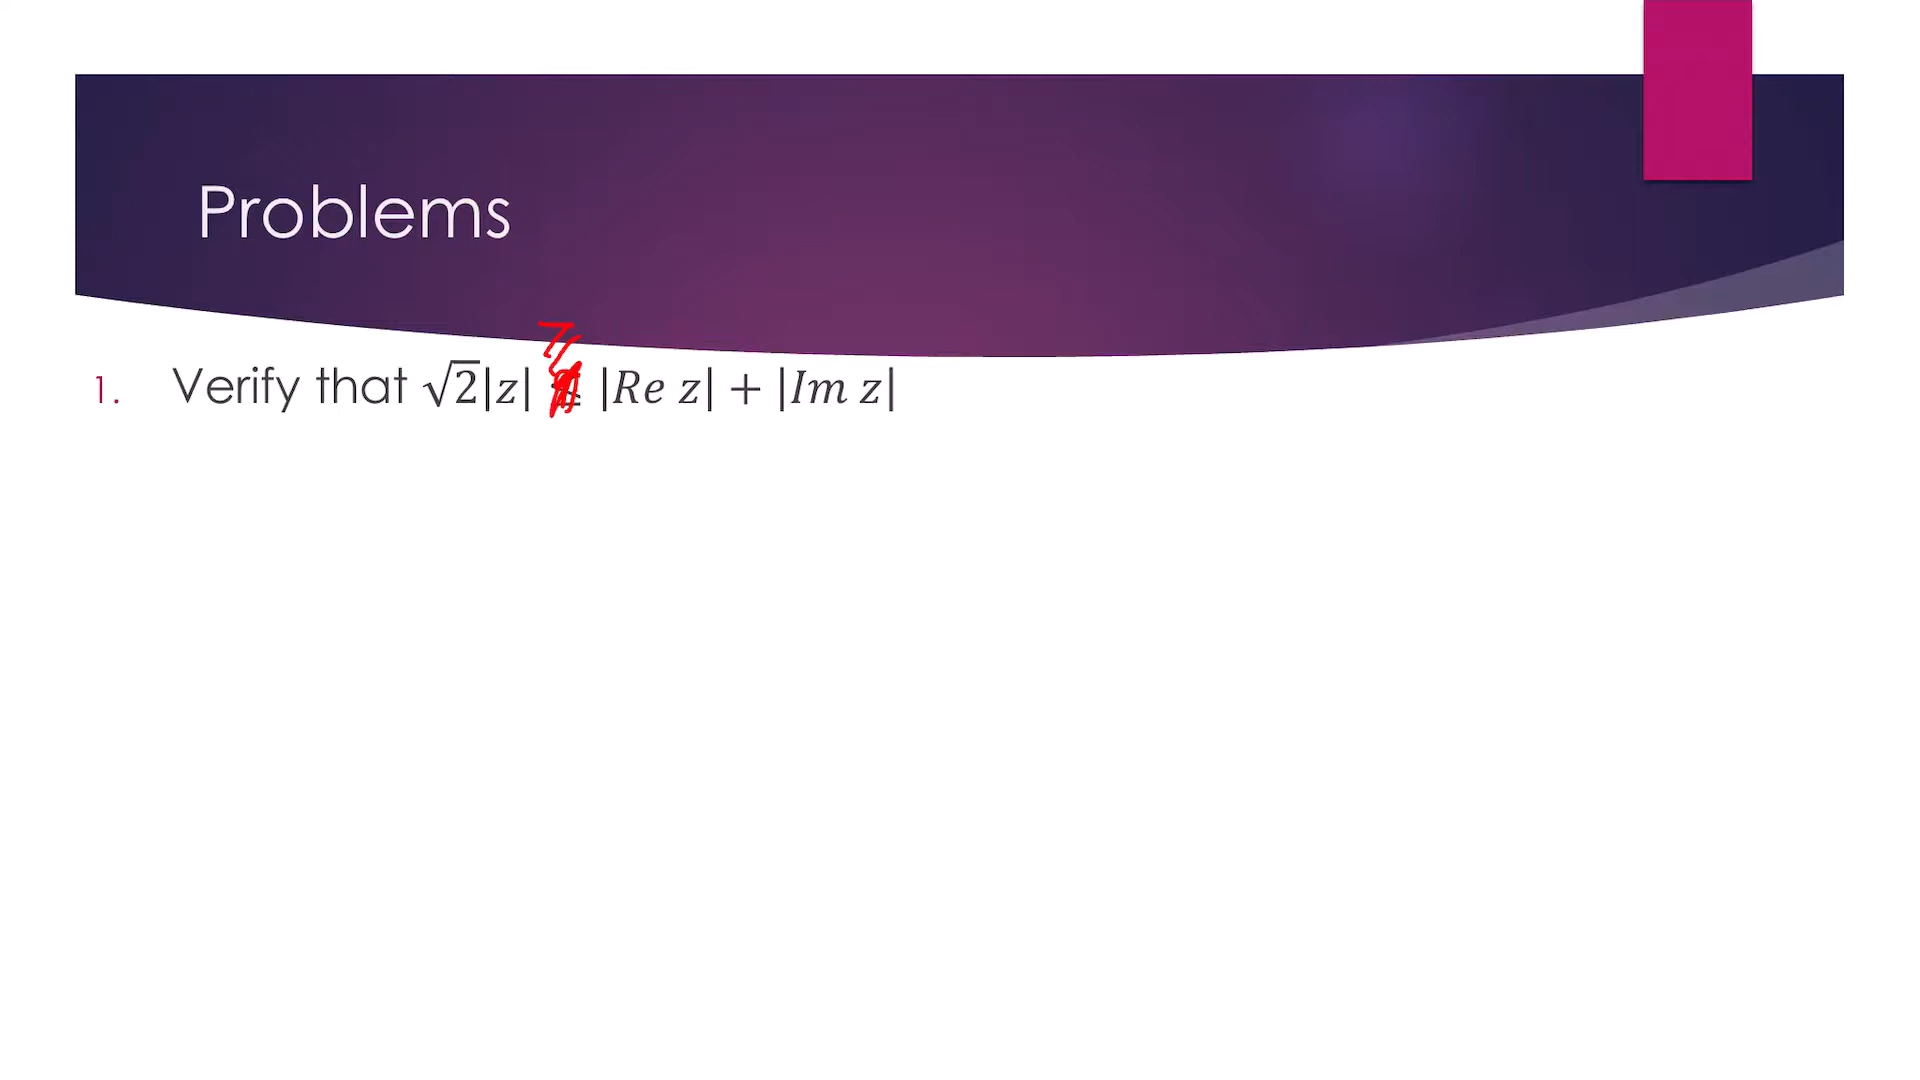 Problems
1. Verify that √2|z| ≥ |Re z| + |Im z|